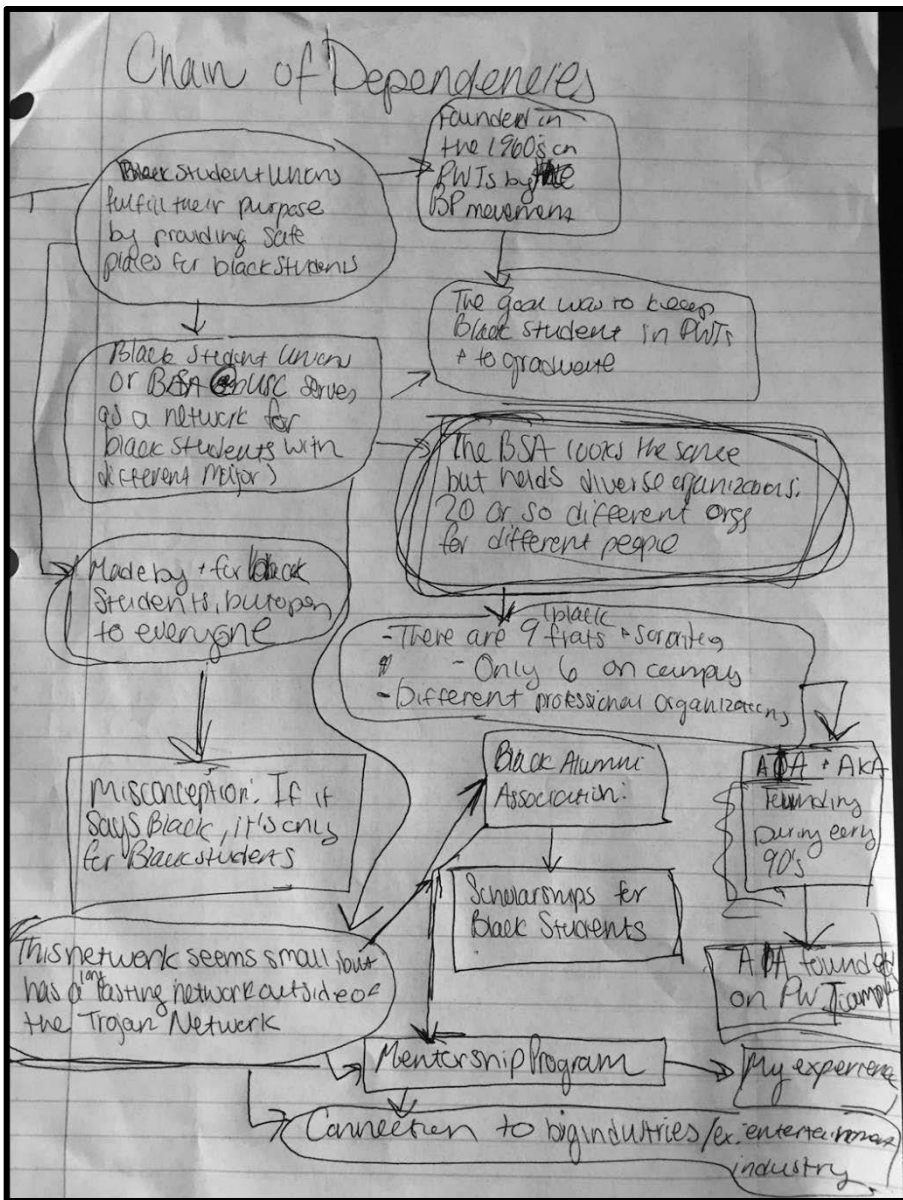 Chain of Dependencies
Black Student Unions
fulfill their purpose
by providing safe
places for black students
Founded in
the 1960's on
PWIs by
BP movement
The goal was to keep
Black student in PWIs
+ to graduate
Black Student Unions
or BSA USC serves
as a network for
black students with
different Majors
The BSA looks the same
but holds diverse organizations.
20 or so different orgs
for different people
Made by + for black
Students, but open
to everyone
- There are 9 black frats + sororities
- Only 6 on campus
- Different professional organizations
Misconception: If it
says Black, it's only
for Black students
Black Alumni
Association:
AΦA + AKA
Founding
During early
90's
Scholarships for
Black Students
This network seems small, but
has a long lasting network outside of
the Trojan Network
AΦA founded
on PWI campus
Mentorship Program
My experience
Connection to big industries/ex. entertainment
industry